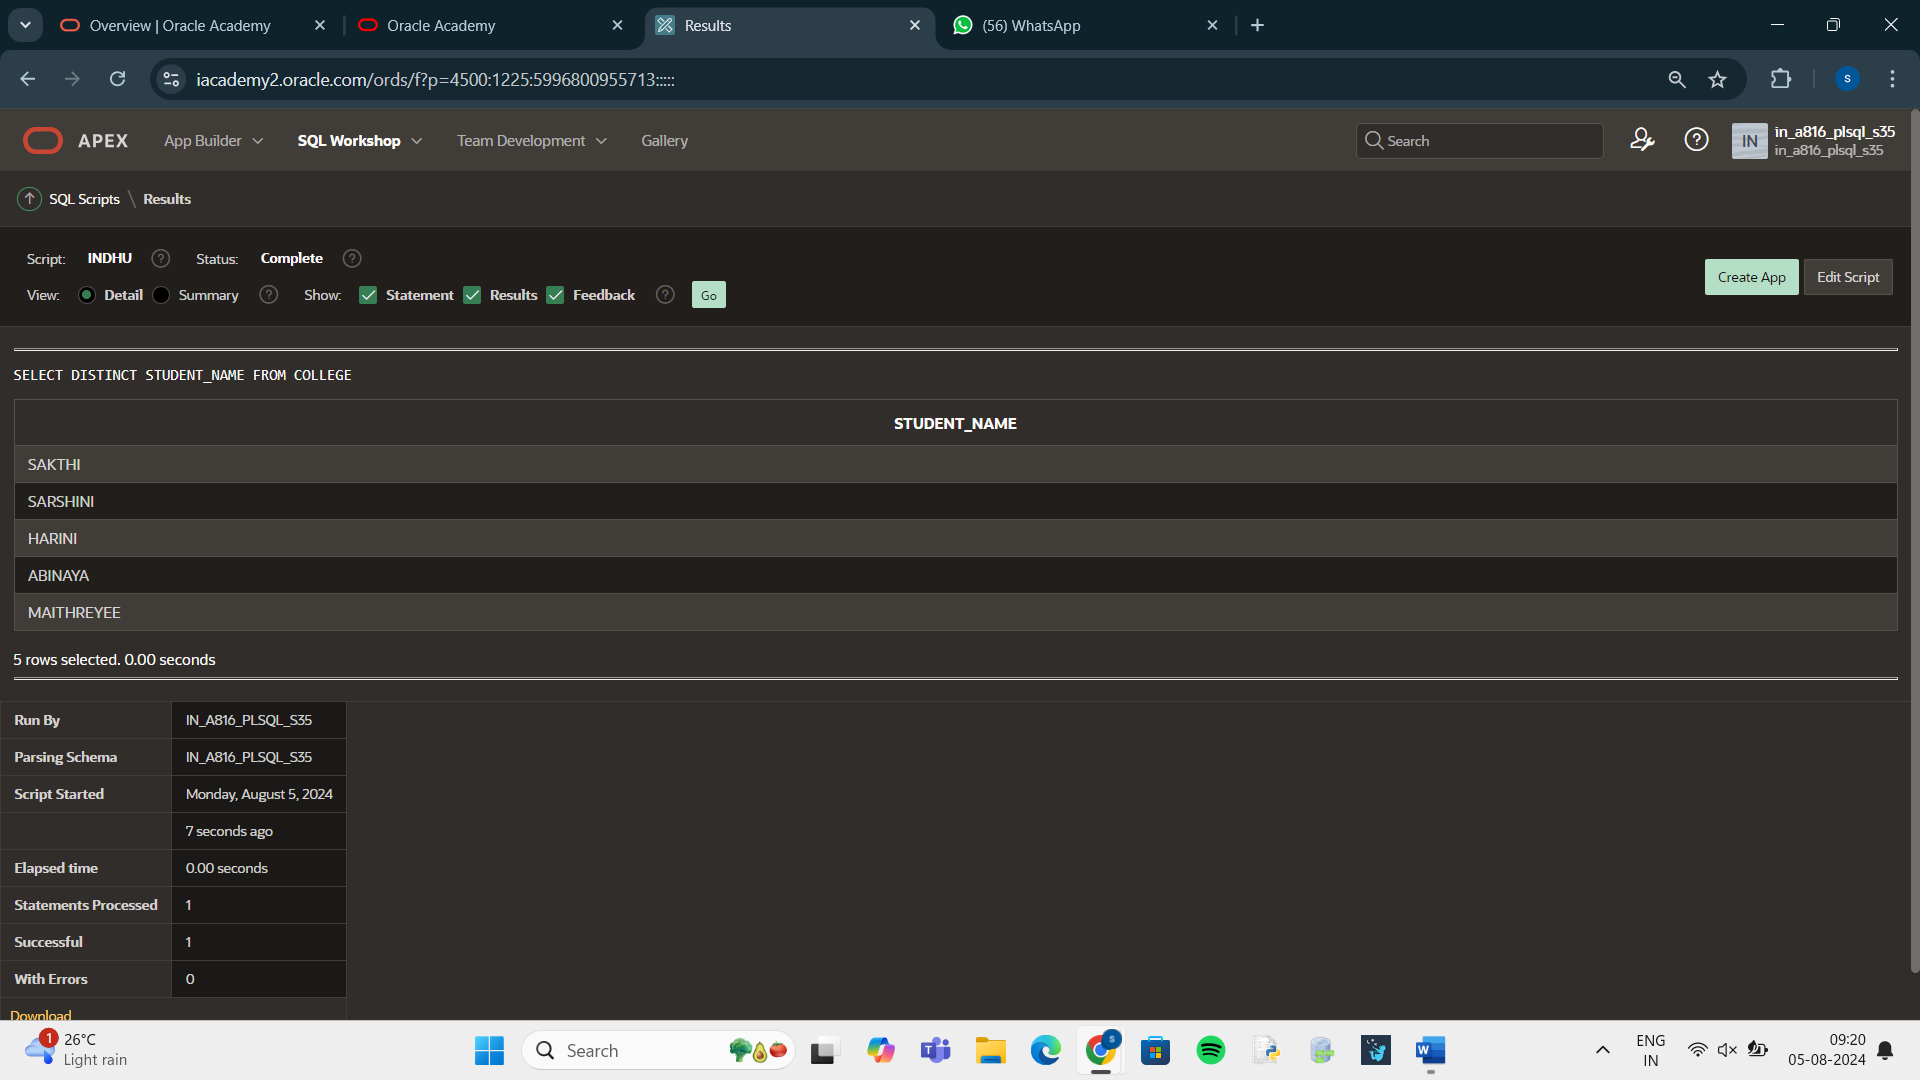 Overview | Oracle Academy
Oracle Academy
Results
(56) WhatsApp
iacademy2.oracle.com/ords/f?p=4500:1225:5996800955713:::::
S
APEX
App Builder
SQL Workshop
Team Development
Gallery
Search
IN
in_a816_plsql_s35
in_a816_plsql_s35
SQL Scripts \ Results
Script: INDHU ? Status: Complete ?
View: Detail Summary ? Show: Statement Results Feedback ? Go
Create App
Edit Script
SELECT DISTINCT STUDENT_NAME FROM COLLEGE
STUDENT_NAME
SAKTHI
SARSHINI
HARINI
ABINAYA
MAITHREYEE
5 rows selected. 0.00 seconds
Run By IN_A816_PLSQL_S35
Parsing Schema IN_A816_PLSQL_S35
Script Started Monday, August 5, 2024
7 seconds ago
Elapsed time 0.00 seconds
Statements Processed 1
Successful 1
With Errors 0
Download
1
26°C
Light rain
Search
S
ENG
IN
09:20
05-08-2024